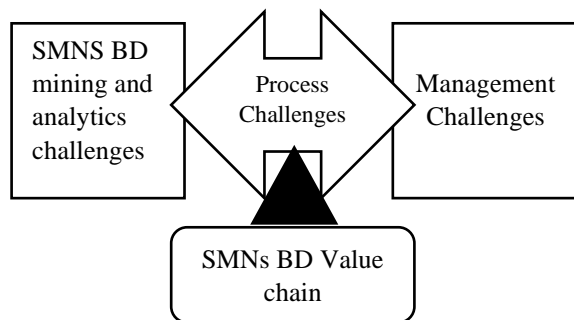 SMNS BD
mining and
analytics
challenges
Process
Challenges
Management
Challenges
SMNs BD Value
chain